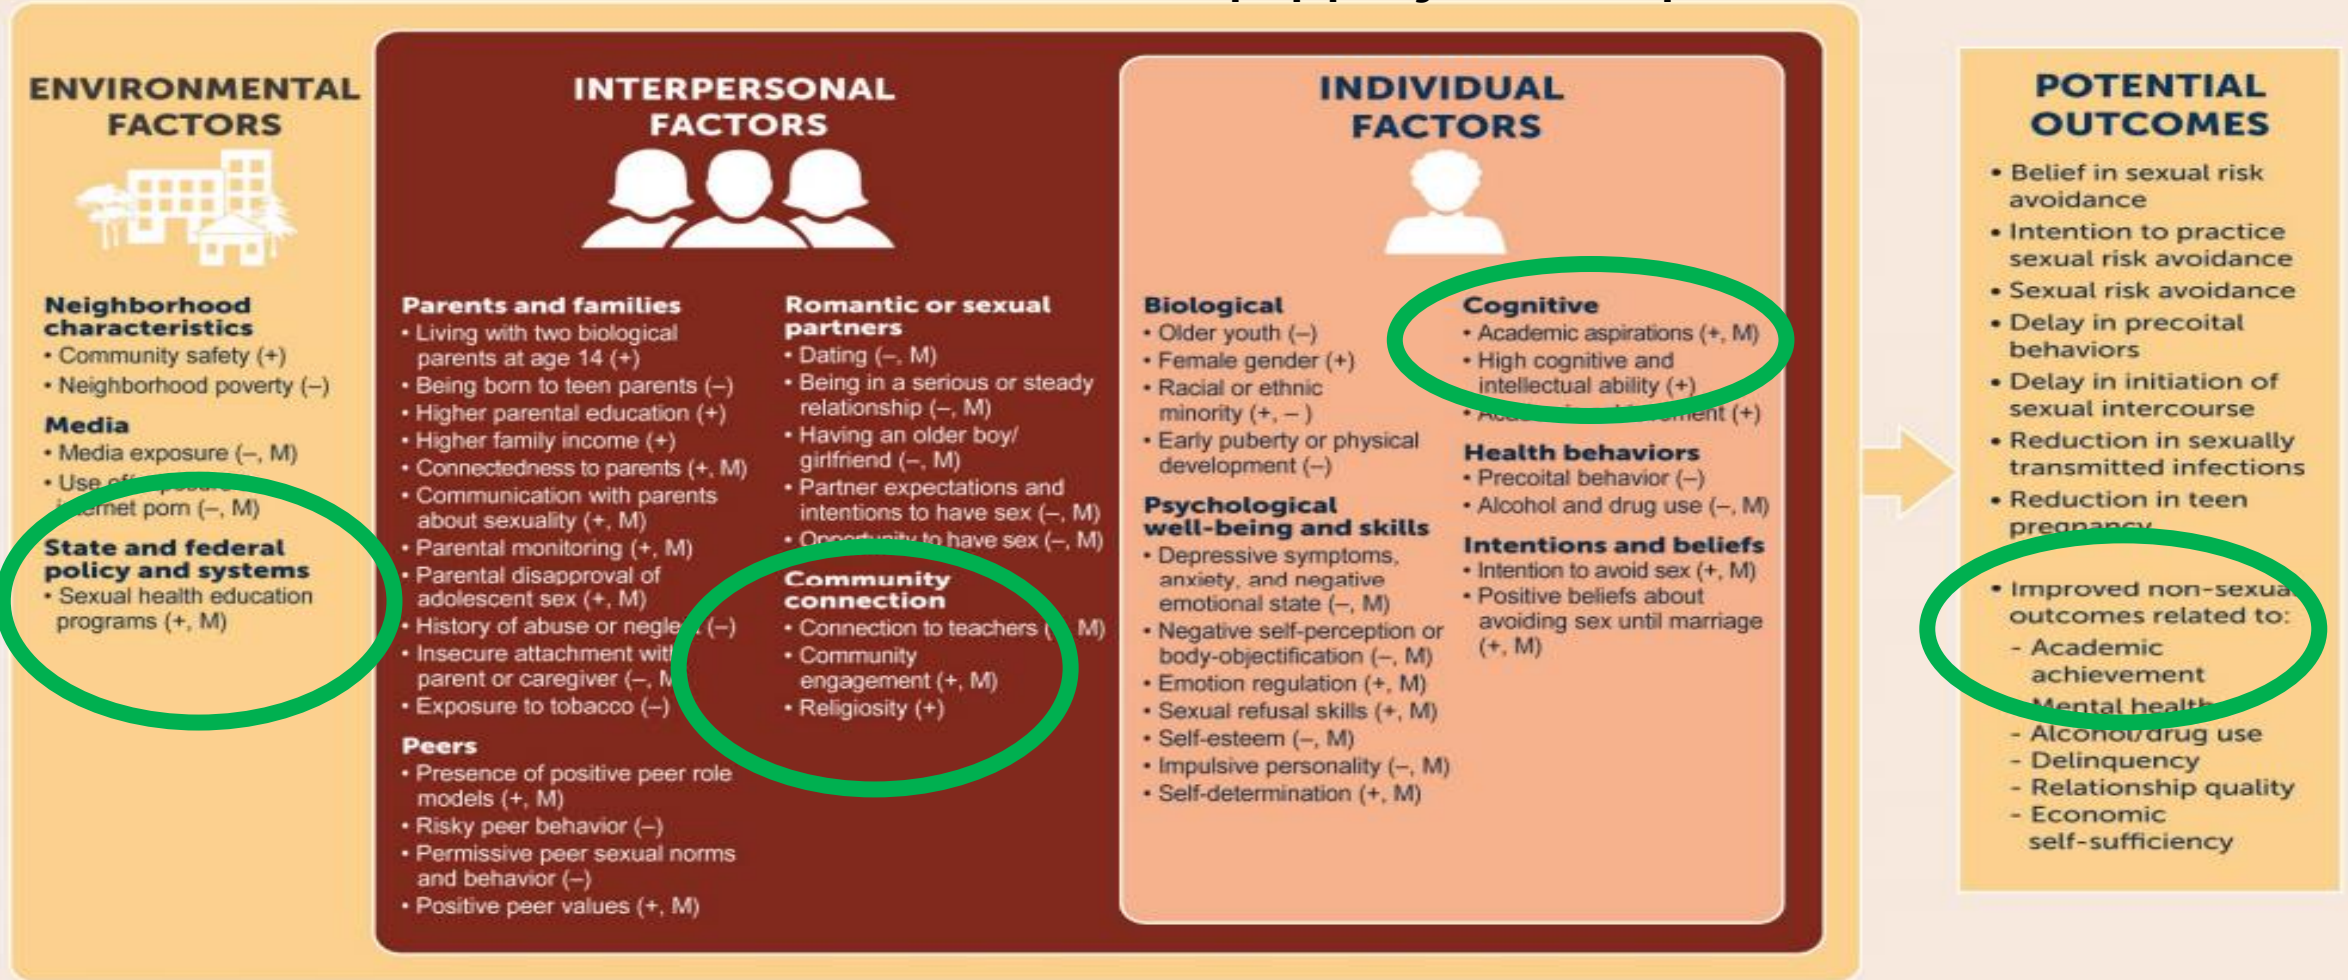 ENVIRONMENTAL
FACTORS
Neighborhood
characteristics
• Community safety (+)
• Neighborhood poverty (–)
Media
• Media exposure (–, M)
• Use of
internet porn (–, M)
State and federal
policy and systems
• Sexual health education
programs (+, M)
INTERPERSONAL
FACTORS
Parents and families
• Living with two biological
parents at age 14 (+)
• Being born to teen parents (–)
• Higher parental education (+)
• Higher family income (+)
• Connectedness to parents (+, M)
• Communication with parents
about sexuality (+, M)
• Parental monitoring (+, M)
• Parental disapproval of
adolescent sex (+, M)
• History of abuse or neglect (–)
• Insecure attachment with
parent or caregiver (–, M
• Exposure to tobacco (–)
Peers
• Presence of positive peer role
models (+, M)
• Risky peer behavior (–)
• Permissive peer sexual norms
and behavior (–)
• Positive peer values (+, M)
Romantic or sexual
partners
• Dating (–, M)
• Being in a serious or steady
relationship (–, M)
• Having an older boy/
girlfriend (–, M)
• Partner expectations and
intentions to have sex (–, M)
• Opportunity to have sex (–, M)
Community
connection
• Connection to teachers ( M)
• Community
engagement (+, M)
• Religiosity (+)
INDIVIDUAL
FACTORS
Biological
• Older youth (–)
• Female gender (+)
• Racial or ethnic
minority (+, – )
• Early puberty or physical
development (–)
Psychological
well-being and skills
• Depressive symptoms,
anxiety, and negative
emotional state (–, M)
• Negative self-perception or
body-objectification (–, M)
• Emotion regulation (+, M)
• Sexual refusal skills (+, M)
• Self-esteem (–, M)
• Impulsive personality (–, M)
• Self-determination (+, M)
Cognitive
• Academic aspirations (+, M)
• High cognitive and
intellectual ability (+)
• Academic achievement (+)
Health behaviors
• Precoital behavior (–)
• Alcohol and drug use (–, M)
Intentions and beliefs
• Intention to avoid sex (+, M)
• Positive beliefs about
avoiding sex until marriage
(+, M)
POTENTIAL
OUTCOMES
• Belief in sexual risk
avoidance
• Intention to practice
sexual risk avoidance
• Sexual risk avoidance
• Delay in precoital
behaviors
• Delay in initiation of
sexual intercourse
• Reduction in sexually
transmitted infections
• Reduction in teen
pregnancy
• Improved non-sexual
outcomes related to:
- Academic
achievement
- Mental health
- Alcohol/drug use
- Delinquency
- Relationship quality
- Economic
self-sufficiency